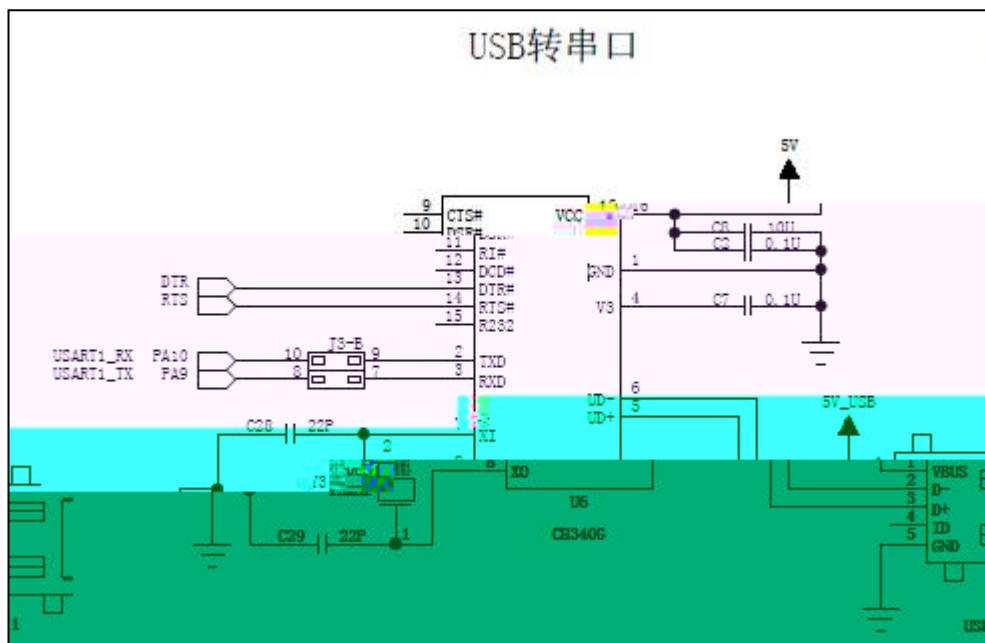 USB转串口
5V
9 CTS# VCC
10 DSR#
C8 10U
C2 0.1U
11 RI#
12 DCD# GND 1
DTR 13 DTR#
RTS 14 RTS# V3 4 C7 0.1U
15 R232
J3-B
USART1_RX PA10 10 9 2 TXD
USART1_TX PA9 8 7 3 RXD
UD- 6
UD+ 5
5V_USB
C28 22P XI
2
8 XO
1 VBUS
2 D-
3 D+
4 ID
5 GND
U6
CH340G
C29 22P 1